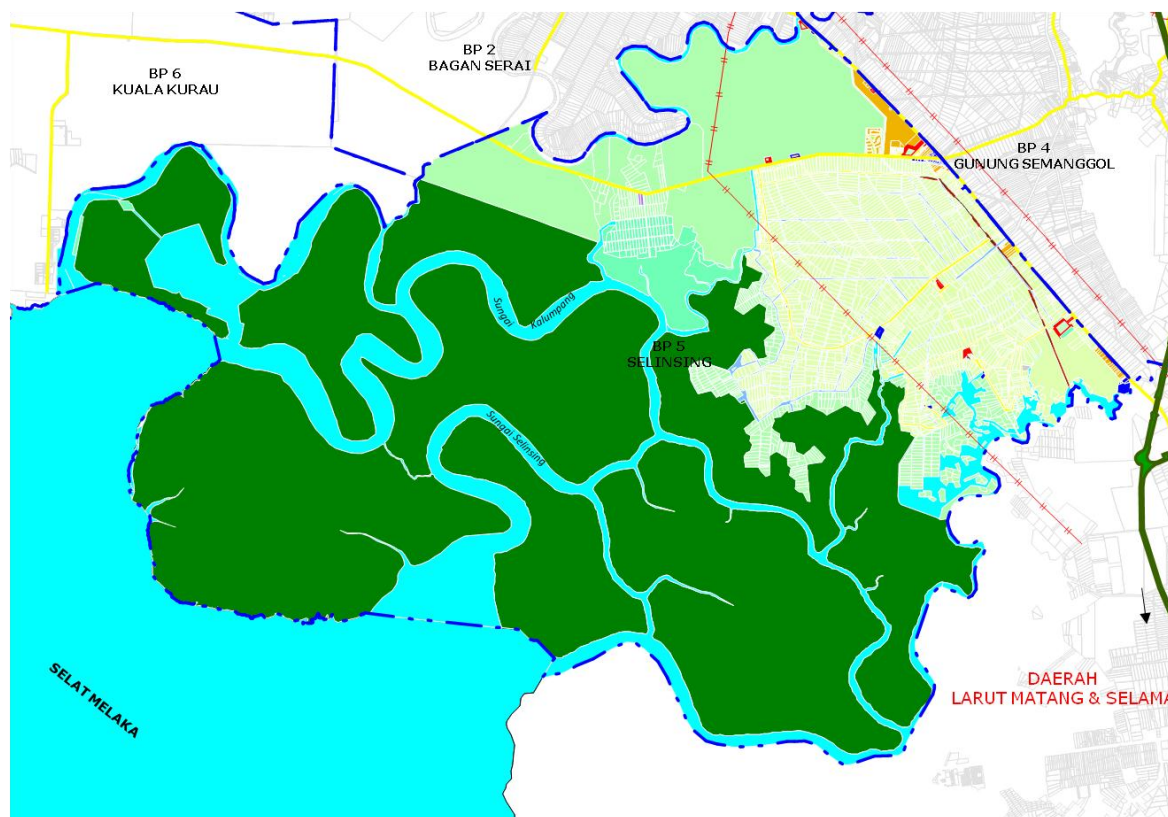 BP 2
BAGAN SERAI
BP 6
KUALA KURAU
BP 4
GUNUNG SEMANGGOL
Sungai
Kalumpang
BP 5
SELINSING
Sungai Selinsing
SELAT MELAKA
DAERAH
LARUT MATANG & SELAMA